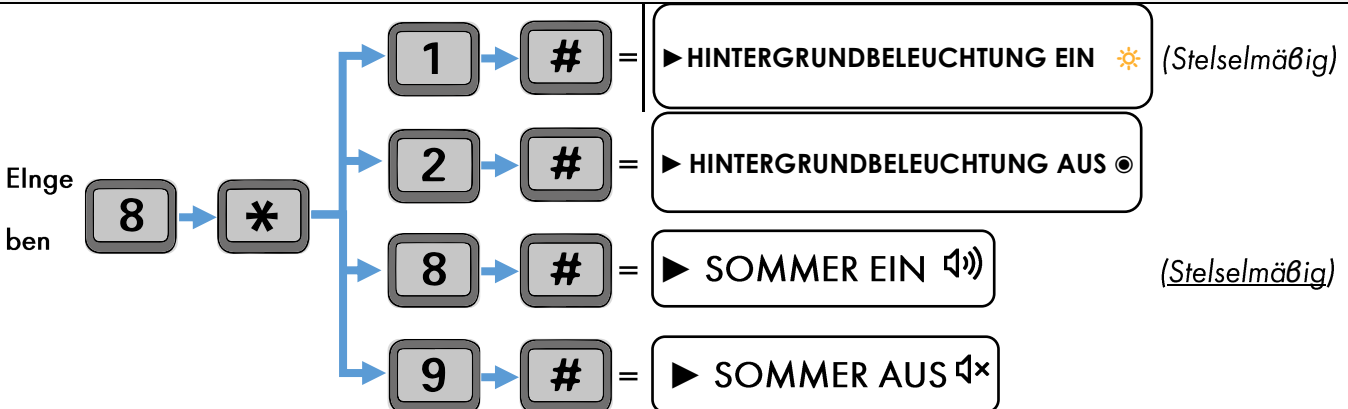 1 # = ►HINTERGRUNDBELEUCHTUNG EIN (Stelselmäßig)
2 # = ► HINTERGRUNDBELEUCHTUNG AUS ◉
EInge
ben
8 *
8 # = ► SOMMER EIN (Stelselmäßig)
9 # = ► SOMMER AUS